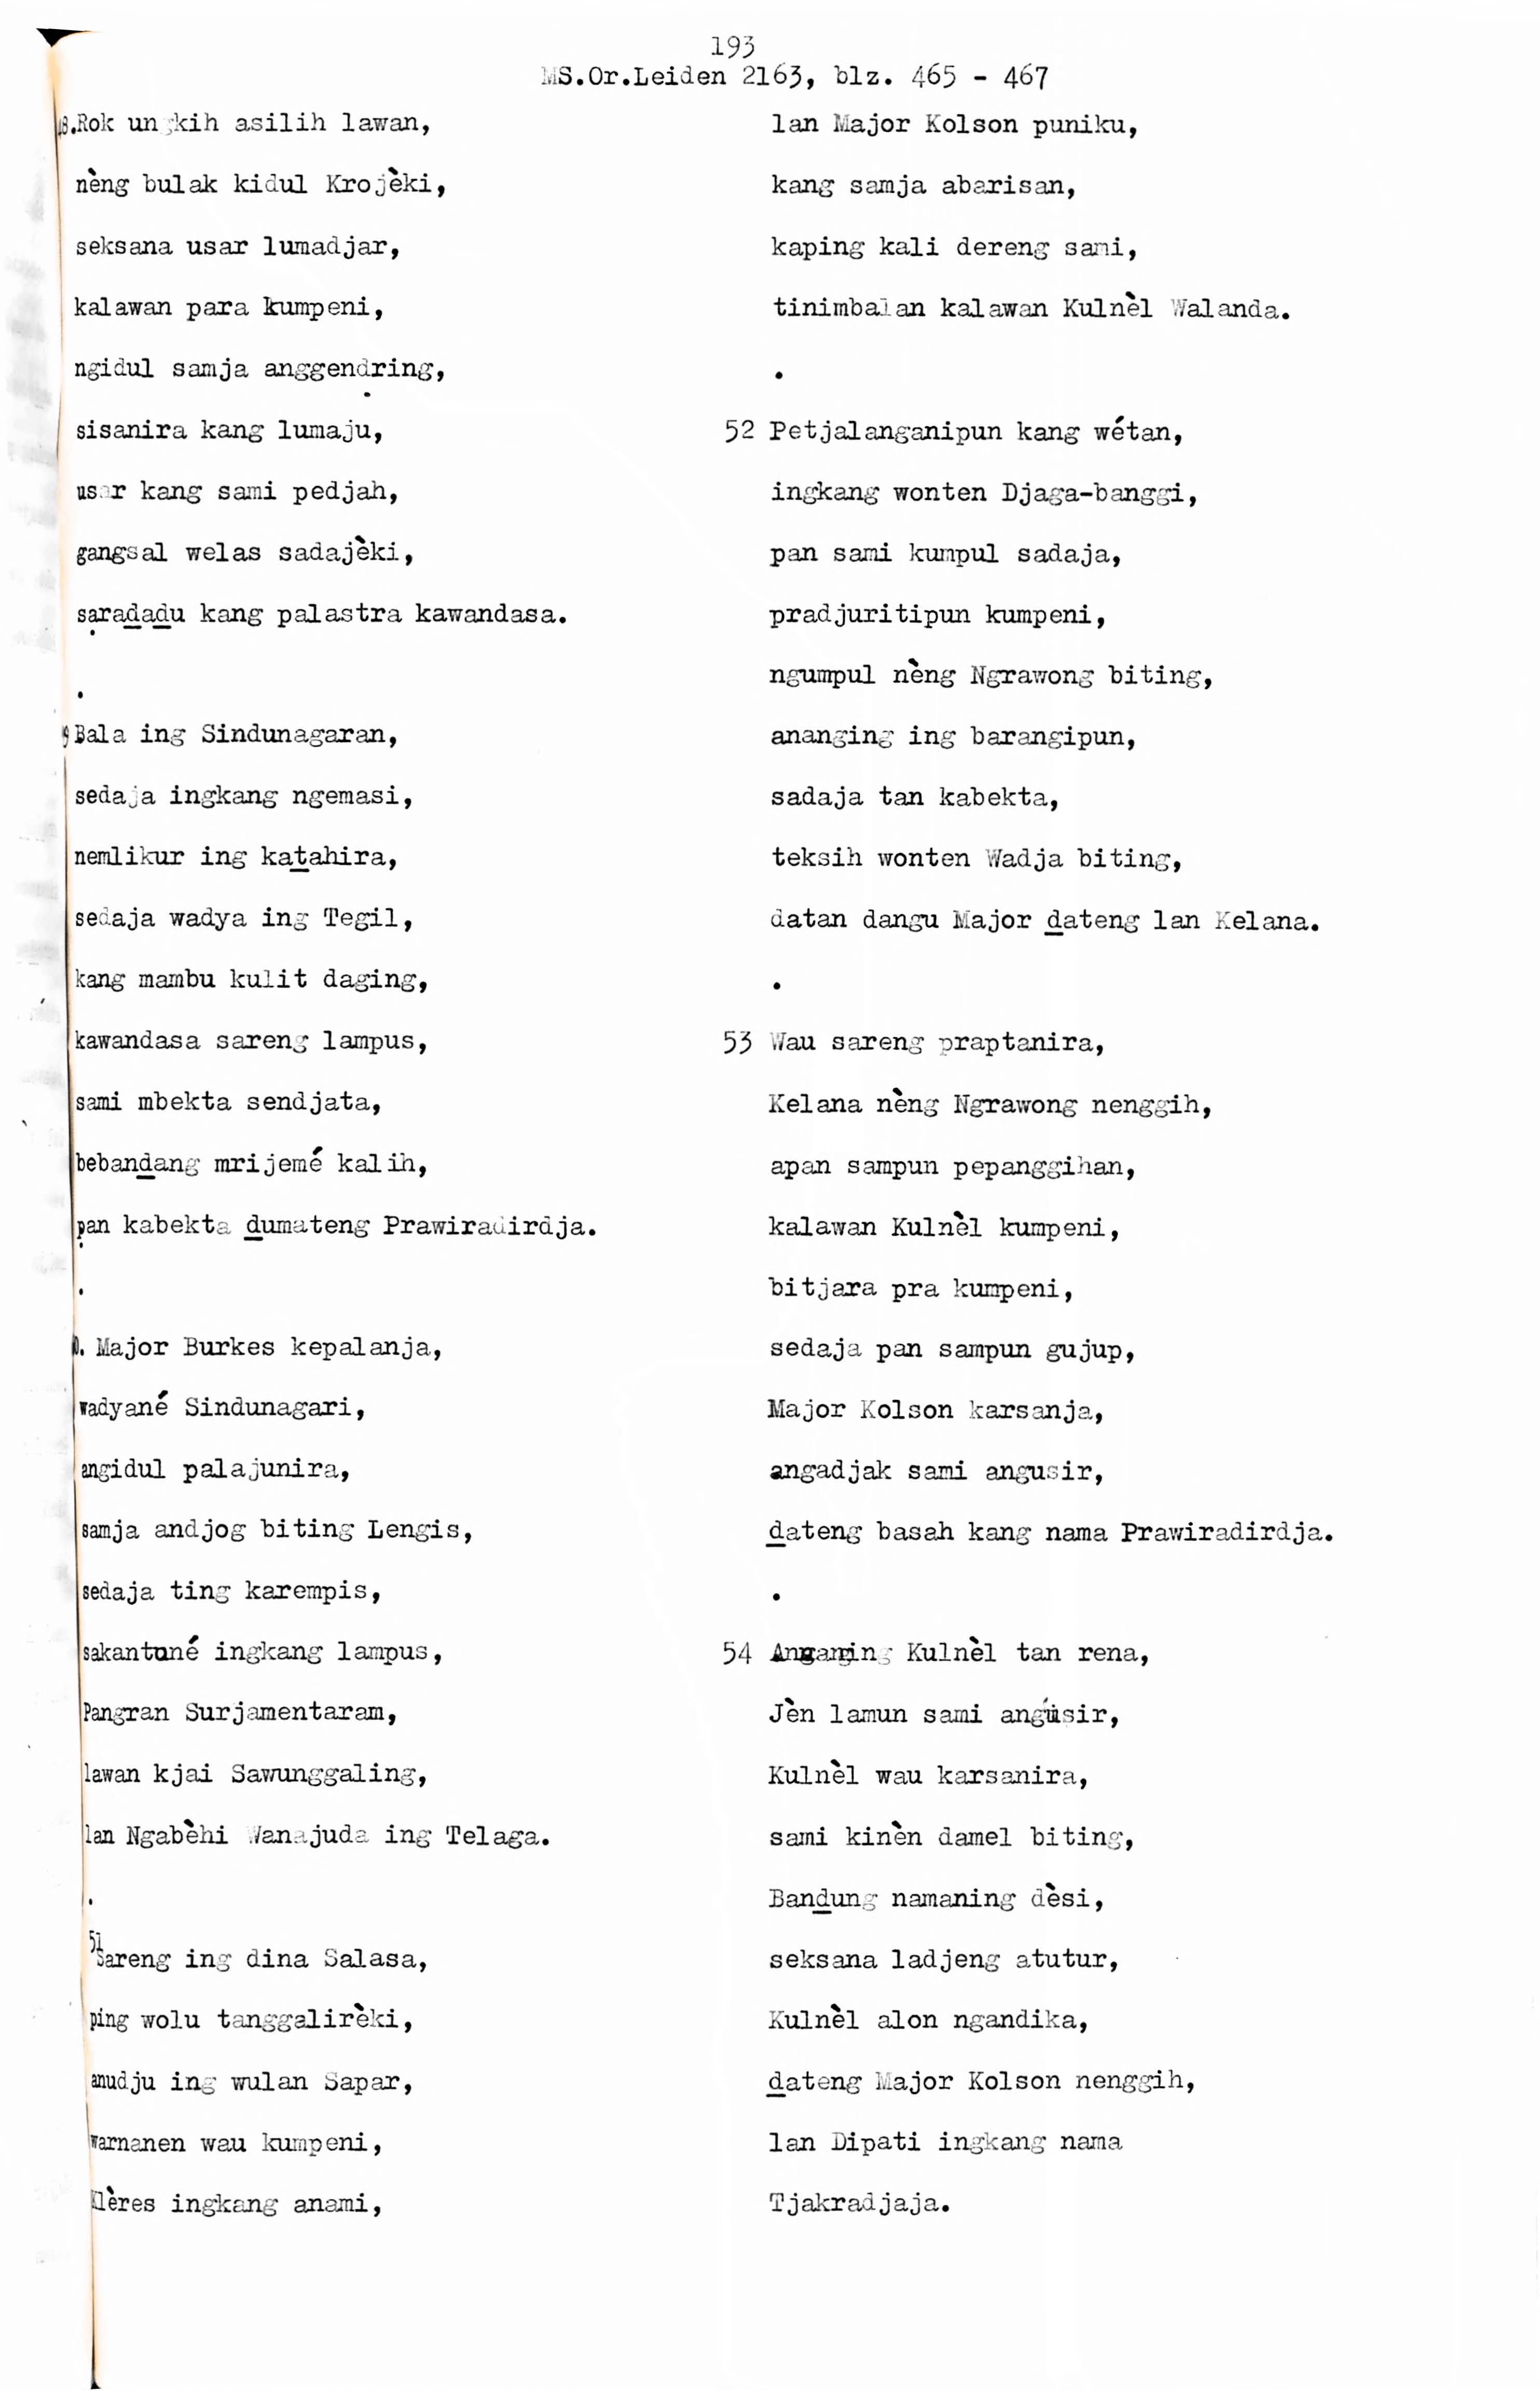 193
MS.Or.Leiden 2163, blz. 465 - 467
48.Rok ungkih asilih lawan,
nèng bulak kidul Krojèki,
seksana usar lumadjar,
kalawan para kumpeni,
ngidul samja anggenḍring,
sisanira kang lumaju,
usar kang sami pedjah,
gangsal welas sadajèki,
saraḏaḏu kang palastra kawandasa.
.
49 Bala ing Sindunagaran,
sedaja ingkang ngemasi,
nemlikur ing kaṯahira,
sedaja wadya ing Tegil,
kang mambu kulit daging,
kawandasa sareng lampus,
sami mbekta sendjata,
bebanḏang mrijemé kalih,
pan kabekta ḏumateng Prawiradirdja.
.
50. Major Burkes kepalanja,
wadyané Sindunagari,
angidul palajunira,
samja andjog biting Lengis,
sedaja ting karempis,
sakantuné ingkang lampus,
Pangran Surjamentaram,
lawan kjai Sawunggaling,
lan Ngabèhi Wanajuda ing Telaga.
.
51
Sareng ing dina Salasa,
ping wolu tanggalirèki,
anudju ing wulan Sapar,
warnanen wau kumpeni,
Klères ingkang anami,
lan Major Kolson puniku,
kang samja abarisan,
kaping kali dereng sami,
tinimbalan kalawan Kulnèl Walanda.
.
52 Petjalanganipun kang wétan,
ingkang wonten Djaga-banggi,
pan sami kumpul sadaja,
pradjuritipun kumpeni,
ngumpul nèng Ngrawong biting,
ananging ing barangipun,
sadaja tan kabekta,
teksih wonten Wadja biting,
datan dangu Major ḏateng lan Kelana.
.
53 Wau sareng praptanira,
Kelana nèng Ngrawong nenggih,
apan sampun pepanggihan,
kalawan Kulnèl kumpeni,
bitjara pra kumpeni,
sedaja pan sampun gujup,
Major Kolson karsanja,
angadjak sami angusir,
ḏateng basah kang nama Prawiradirdja.
.
54 Ananging Kulnèl tan rena,
Jèn lamun sami angusir,
Kulnèl wau karsanira,
sami kinèn damel biting,
Banḏung namaning dèsi,
seksana ladjeng atutur,
Kulnèl alon ngandika,
ḏateng Major Kolson nenggih,
lan Dipati ingkang nama
Tjakradjaja.